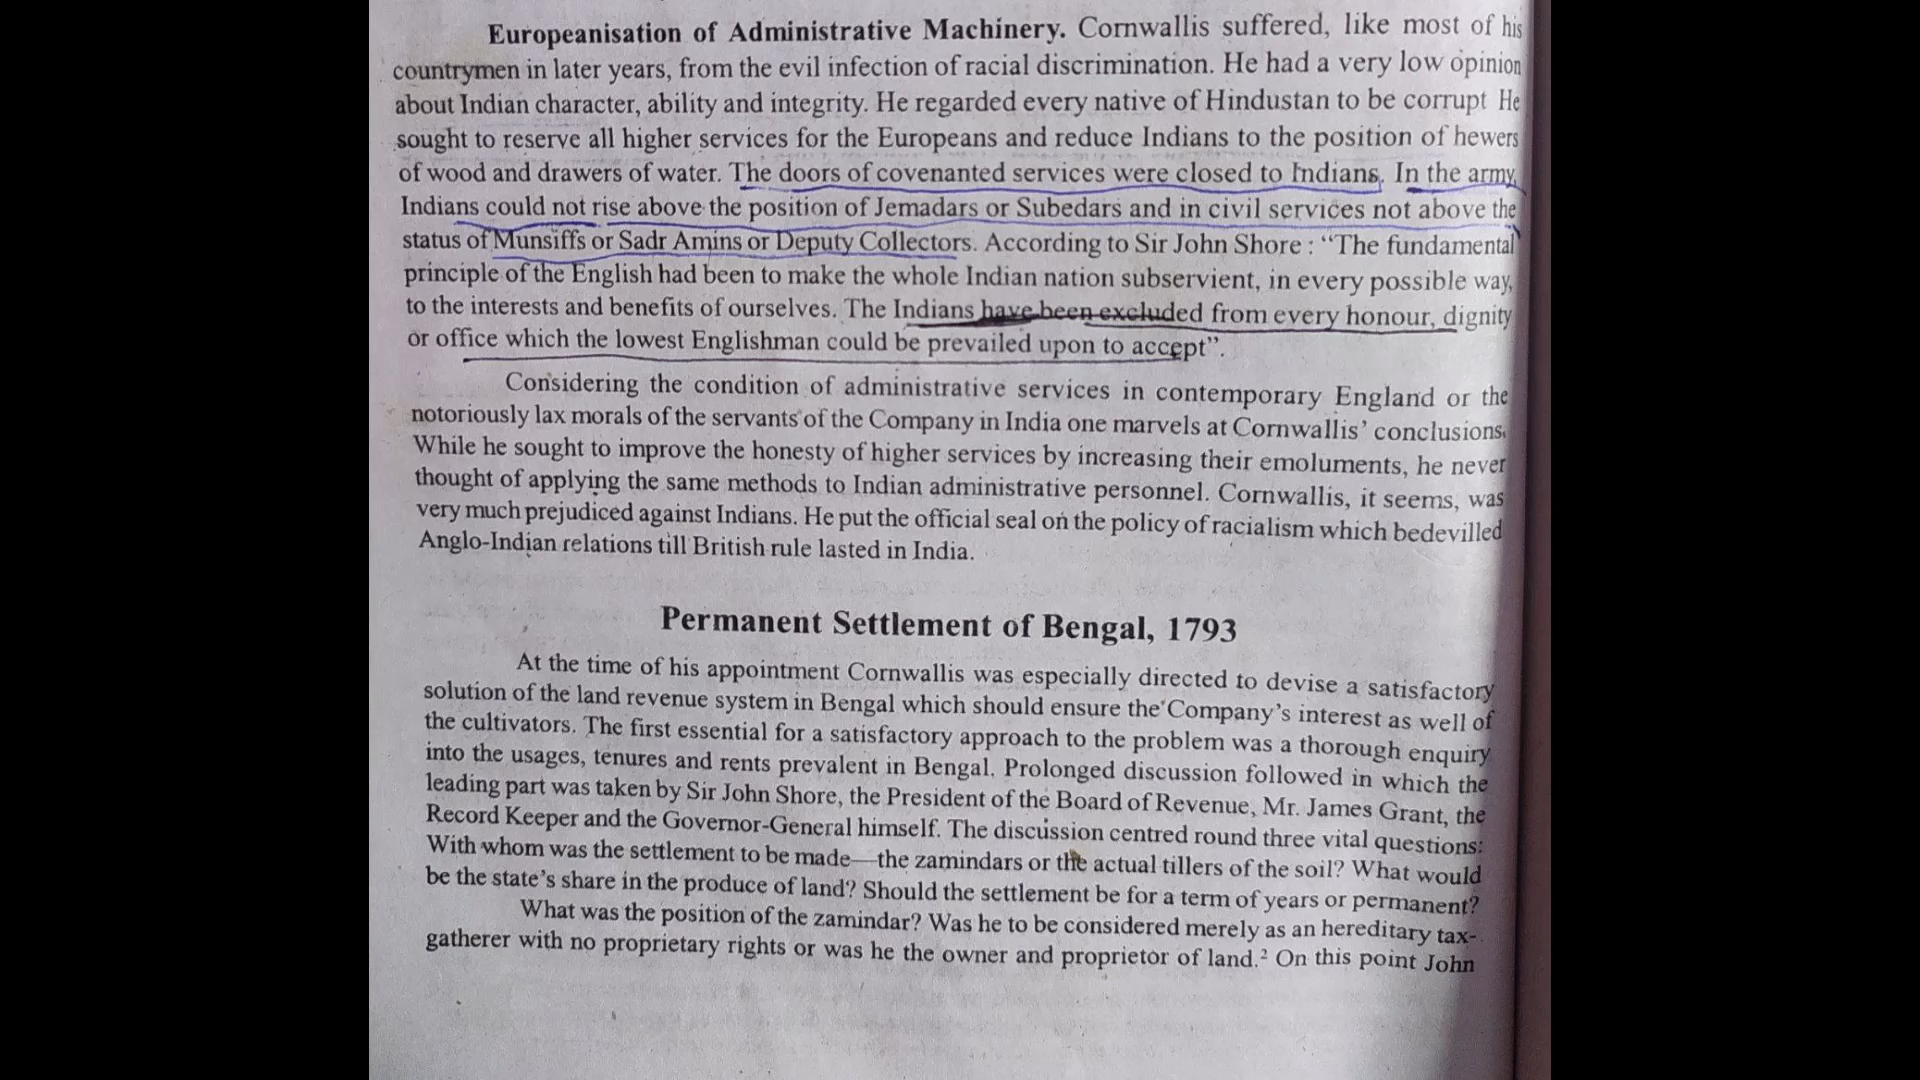 Europeanisation of Administrative Machinery. Cornwallis suffered, like most of his
countrymen in later years, from the evil infection of racial discrimination. He had a very low opinion
about Indian character, ability and integrity. He regarded every native of Hindustan to be corrupt He
sought to reserve all higher services for the Europeans and reduce Indians to the position of hewers
of wood and drawers of water. The doors of covenanted services were closed to Indians. In the army,
Indians could not rise above the position of Jemadars or Subedars and in civil services not above the
status of Munsiffs or Sadr Amins or Deputy Collectors. According to Sir John Shore : “The fundamental
principle of the English had been to make the whole Indian nation subservient, in every possible way,
to the interests and benefits of ourselves. The Indians have been excluded from every honour, dignity
or office which the lowest Englishman could be prevailed upon to accept”.
Considering the condition of administrative services in contemporary England or the
notoriously lax morals of the servants of the Company in India one marvels at Cornwallis’ conclusions.
While he sought to improve the honesty of higher services by increasing their emoluments, he never
thought of applying the same methods to Indian administrative personnel. Cornwallis, it seems, was
very much prejudiced against Indians. He put the official seal on the policy of racialism which bedevilled
Anglo-Indian relations till British rule lasted in India.
Permanent Settlement of Bengal, 1793
At the time of his appointment Cornwallis was especially directed to devise a satisfactory
solution of the land revenue system in Bengal which should ensure the Company’s interest as well of
the cultivators. The first essential for a satisfactory approach to the problem was a thorough enquiry
into the usages, tenures and rents prevalent in Bengal. Prolonged discussion followed in which the
leading part was taken by Sir John Shore, the President of the Board of Revenue, Mr. James Grant, the
Record Keeper and the Governor-General himself. The discussion centred round three vital questions:
With whom was the settlement to be made—the zamindars or the actual tillers of the soil? What would
be the state’s share in the produce of land? Should the settlement be for a term of years or permanent?
What was the position of the zamindar? Was he to be considered merely as an hereditary tax-
gatherer with no proprietary rights or was he the owner and proprietor of land.² On this point John